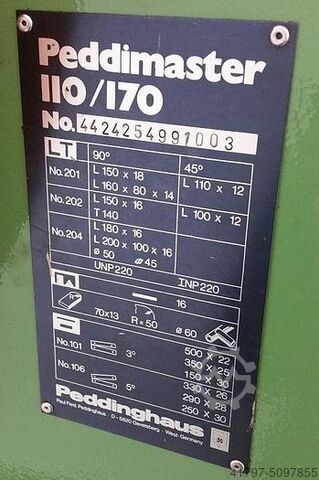 Peddimaster
110/170
No. 4424254991003
LT 90° 45°
No.201 L 150 x 18 L 110 x 12
L 160 x 80 x 14
No.202 L 150 x 16 L 100 x 12
T 140
No.204 L 180 x 16
L 200 x 100 x 16
ø 50 ⌀ 45
UNP220 INP220
16
R
70x13 R=50 ø 60
No.101 3° 500 x 22
350 x 25
150 x 30
No.106 5° 330 x 26
290 x 28
250 x 30
Peddinghaus
Paul Ferd. Peddinghaus · D-5820 Gevelsberg · West-Germany
41797-5097855